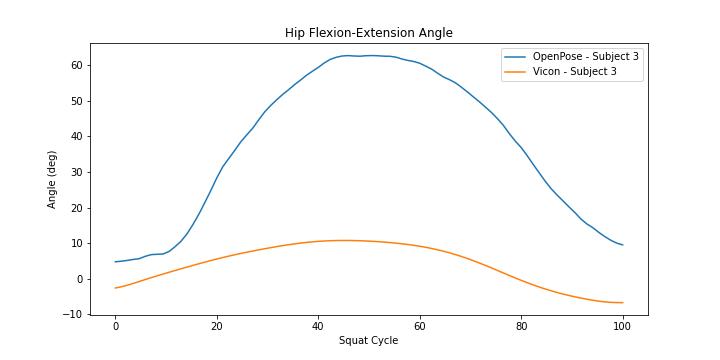 Hip Flexion-Extension Angle
OpenPose - Subject 3
Vicon - Subject 3
Angle (deg)
60
50
40
30
20
10
0
−10
0 20 40 60 80 100
Squat Cycle